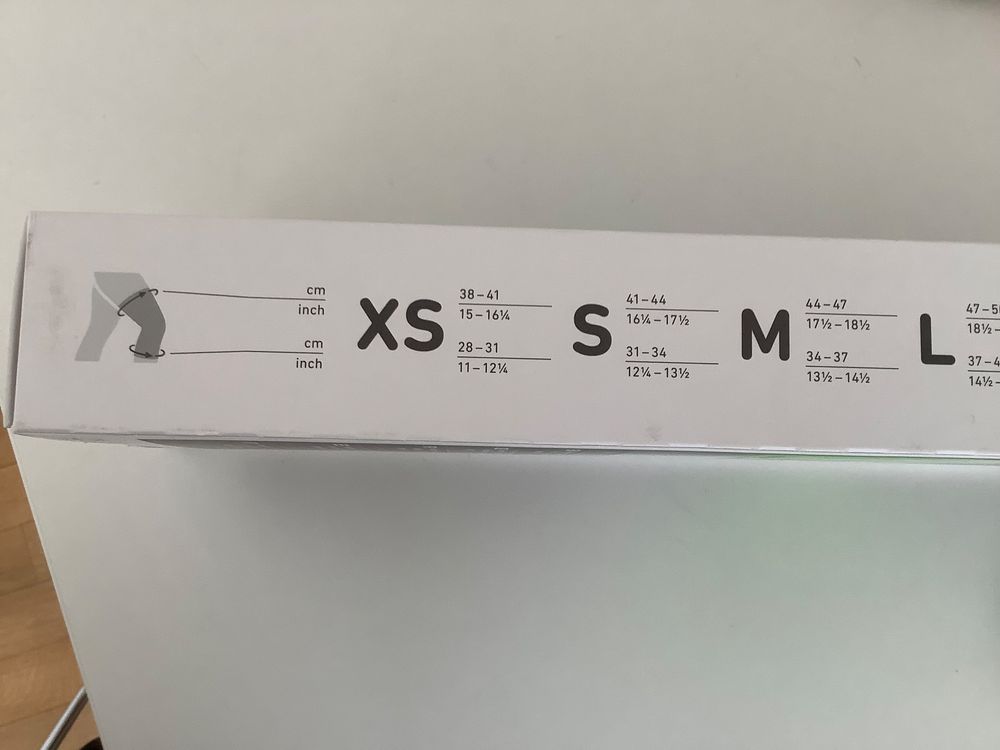 cm
inch
cm
inch
XS
38–41
15–16¼
28–31
11–12¼
S
41–44
16¼–17½
31–34
12¼–13½
M
44–47
17½–18½
34–37
13½–14½
L